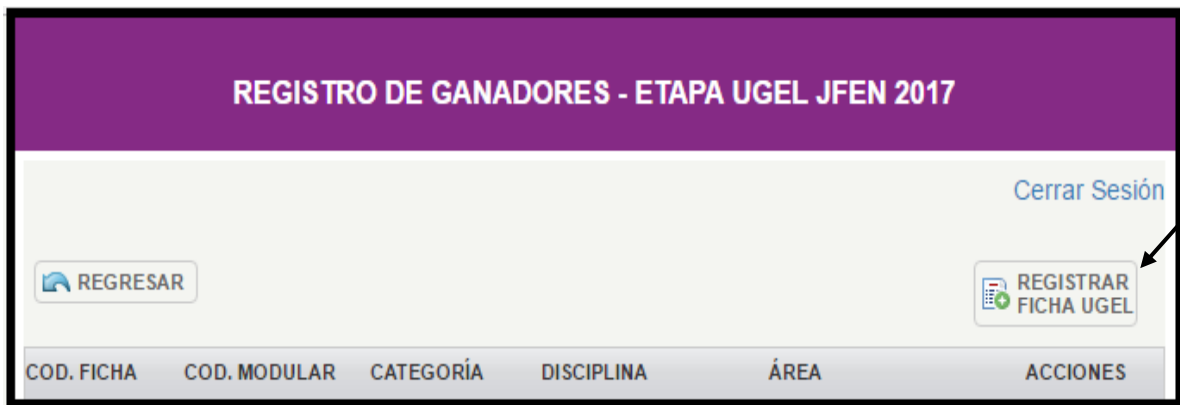 REGISTRO DE GANADORES - ETAPA UGEL JFEN 2017
Cerrar Sesión
REGRESAR
REGISTRAR
FICHA UGEL
COD. FICHA COD. MODULAR CATEGORÍA DISCIPLINA ÁREA ACCIONES